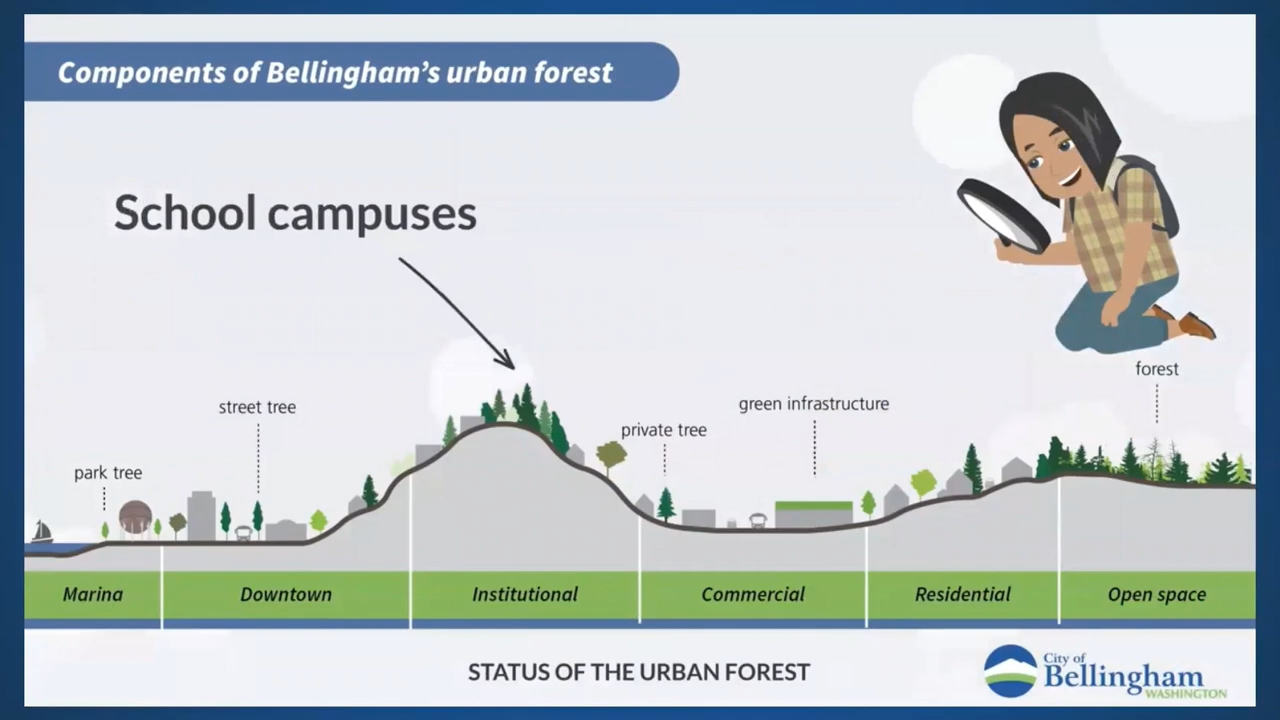 Components of Bellingham's urban forest
School campuses
forest
green infrastructure
street tree
private tree
park tree
Marina
Downtown
Institutional
Commercial
Residential
Open space
STATUS OF THE URBAN FOREST
City of
Bellingham
WASHINGTON